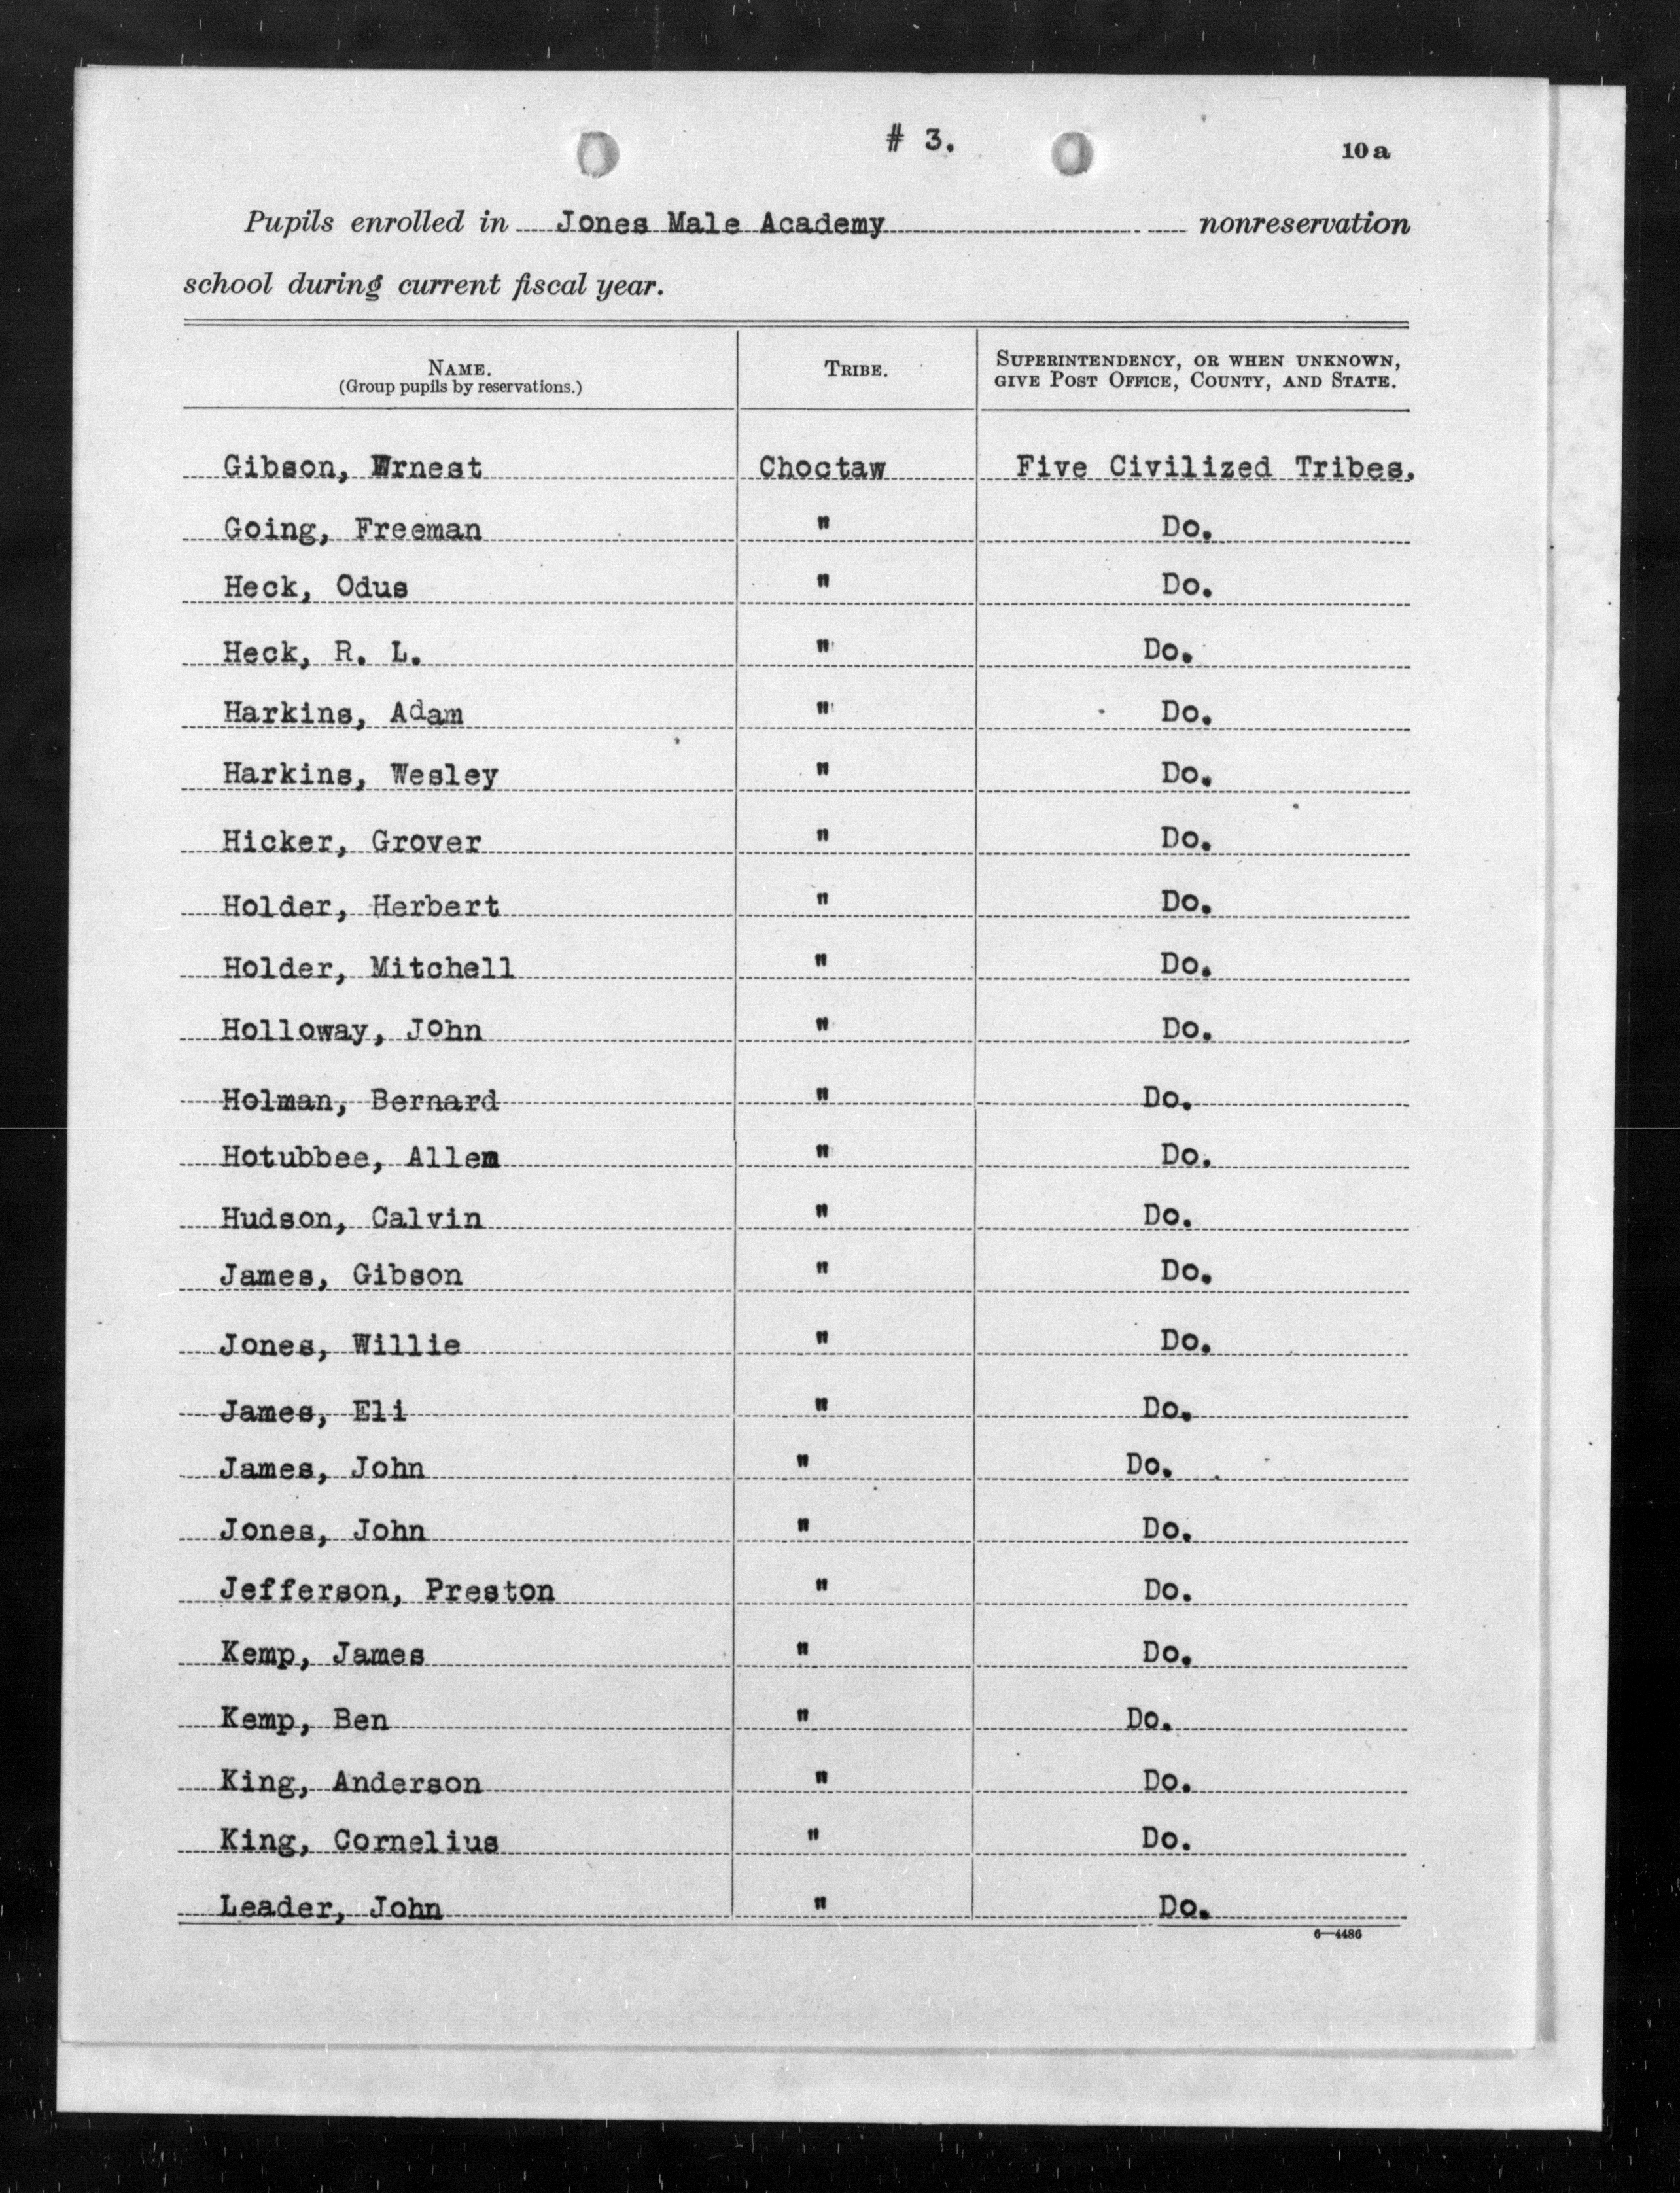 # 3.
10 a
Pupils enrolled in Jones Male Academy nonreservation
school during current fiscal year.
NAME. TRIBE. SUPERINTENDENCY, OR WHEN UNKNOWN,
(Group pupils by reservations.) GIVE POST OFFICE, COUNTY, AND STATE.
Gibson, Ernest Choctaw Five Civilized Tribes.
Going, Freeman " Do.
Heck, Odus " Do.
Heck, R. L. " Do.
Harkins, Adam " Do.
Harkins, Wesley " Do.
Hicker, Grover " Do.
Holder, Herbert " Do.
Holder, Mitchell " Do.
Holloway, John " Do.
Holman, Bernard " Do.
Hotubbee, Allen " Do.
Hudson, Calvin " Do.
James, Gibson " Do.
Jones, Willie " Do.
James, Eli " Do.
James, John " Do.
Jones, John " Do.
Jefferson, Preston " Do.
Kemp, James " Do.
Kemp, Ben " Do.
King, Anderson " Do.
King, Cornelius " Do.
Leader, John " Do.
6—4486